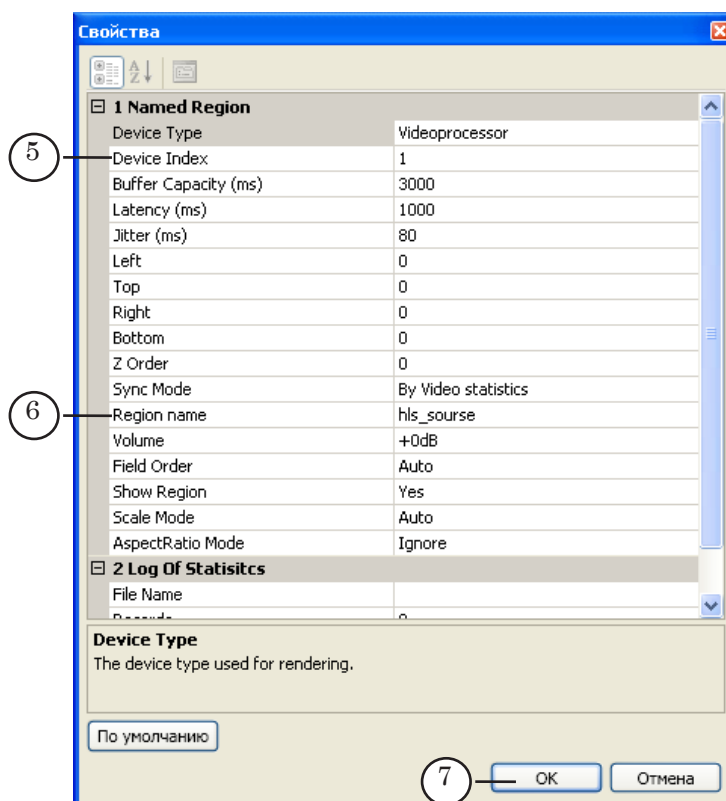 Свойства
1 Named Region
Device Type Videoprocessor
5 Device Index 1
Buffer Capacity (ms) 3000
Latency (ms) 1000
Jitter (ms) 80
Left 0
Top 0
Right 0
Bottom 0
Z Order 0
Sync Mode By Video statistics
6 Region name hls_sourse
Volume +0dB
Field Order Auto
Show Region Yes
Scale Mode Auto
AspectRatio Mode Ignore
2 Log Of Statisitcs
File Name
Device Type
The device type used for rendering.
По умолчанию
7 OK Отмена